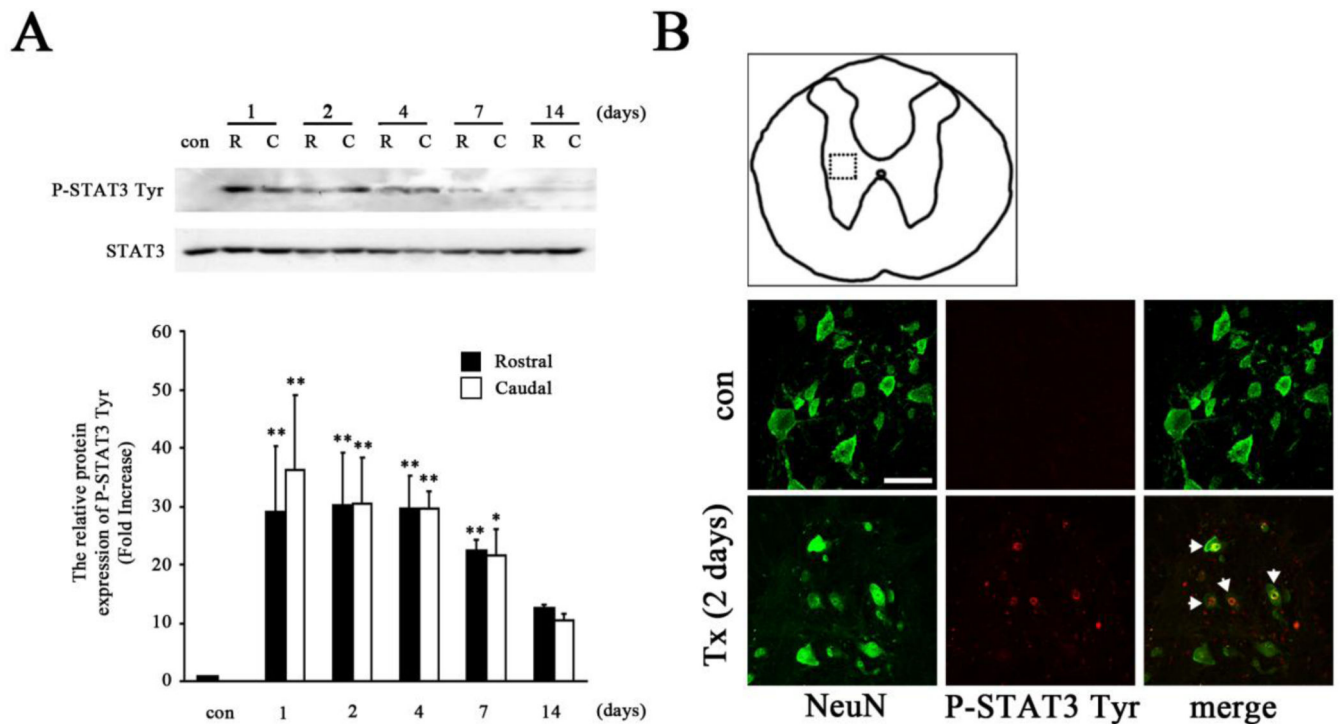 A
1 2 4 7 14 (days)
con R C R C R C R C R C
P-STAT3 Tyr
STAT3
The relative protein
expression of P-STAT3 Tyr
(Fold Increase)
60
50
40
30
20
10
0
Rostral
Caudal
** ** ** ** ** ** ** *
con 1 2 4 7 14 (days)
B
con
Tx (2 days)
NeuN P-STAT3 Tyr merge